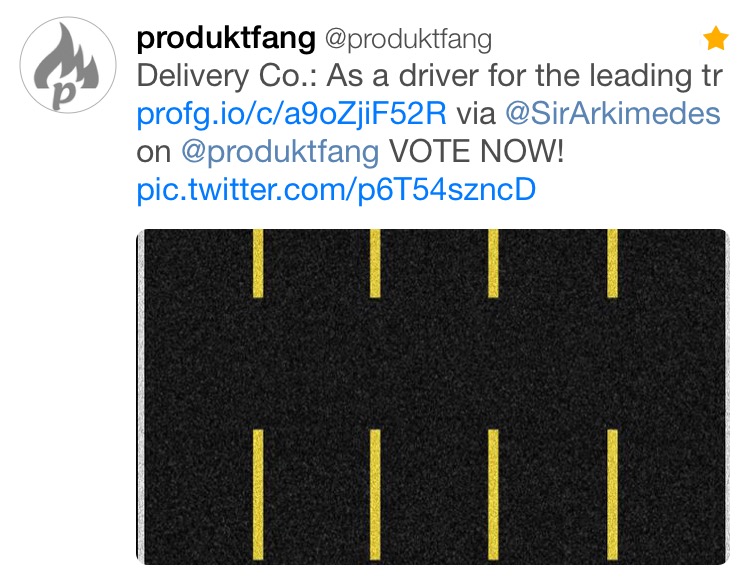 produktfang @produktfang
Delivery Co.: As a driver for the leading tr
profg.io/c/a9oZjiF52R via @SirArkimedes
on @produktfang VOTE NOW!
pic.twitter.com/p6T54szncD
p